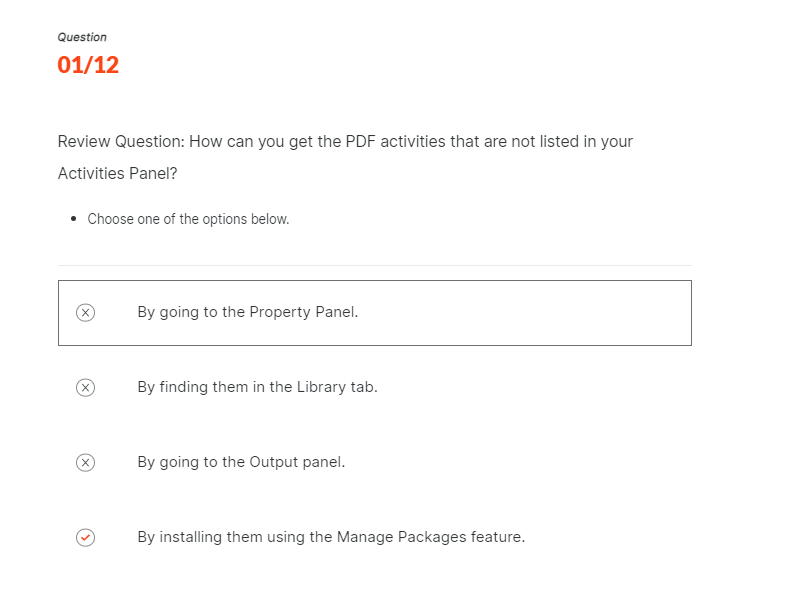 Question
01/12
Review Question: How can you get the PDF activities that are not listed in your
Activities Panel?
• Choose one of the options below.
By going to the Property Panel.
By finding them in the Library tab.
By going to the Output panel.
By installing them using the Manage Packages feature.